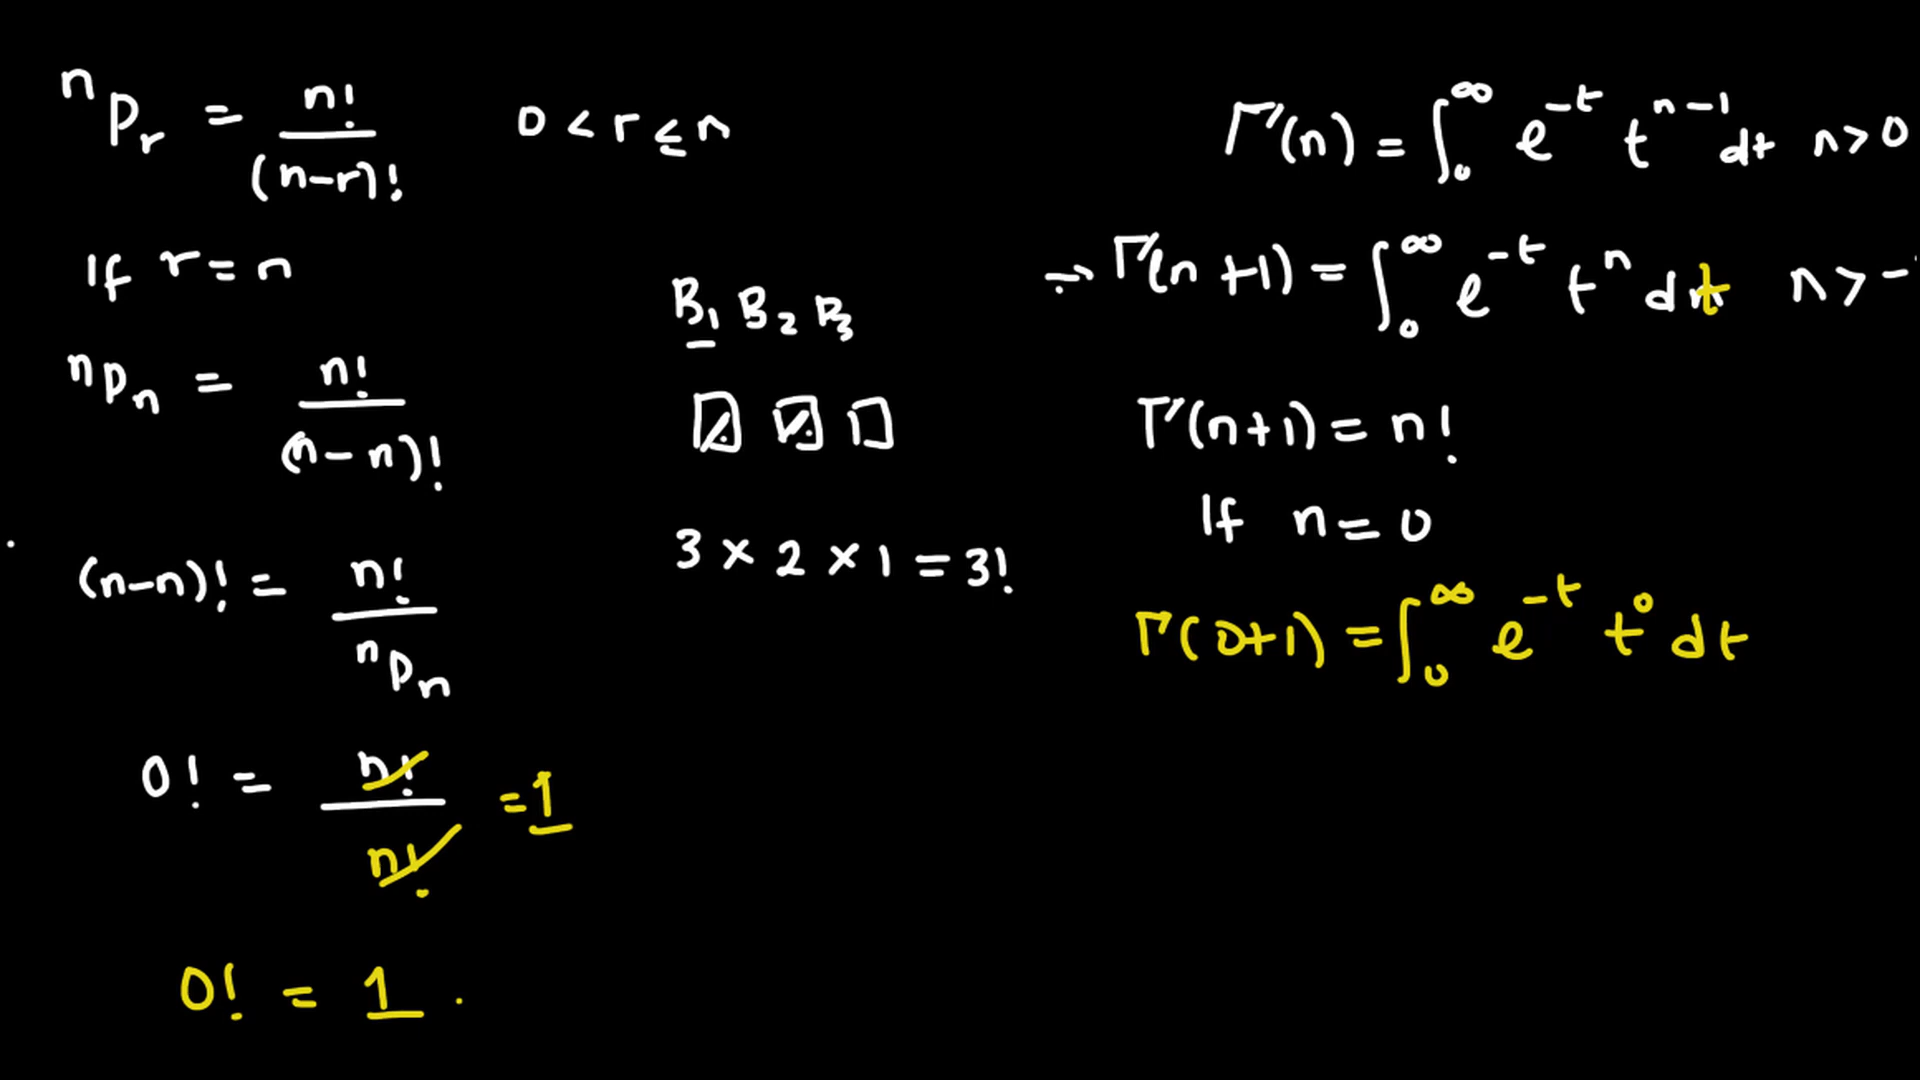 ⁿPᵣ = n! / (n-r)!   0 < r ≤ n
If r = n
ⁿPₙ = n! / (n-n)!
(n-n)! = n! / ⁿPₙ
0! = n! / n! = 1
0! = 1 .
B₁ B₂ B₃
3 × 2 × 1 = 3!
Γ(n) = ∫₀^∞ e^-t t^n-1 dt   n > 0
⇒ Γ(n+1) = ∫₀^∞ e^-t t^n dt   n > -
Γ(n+1) = n!
If n = 0
Γ(0+1) = ∫₀^∞ e^-t t^0 dt